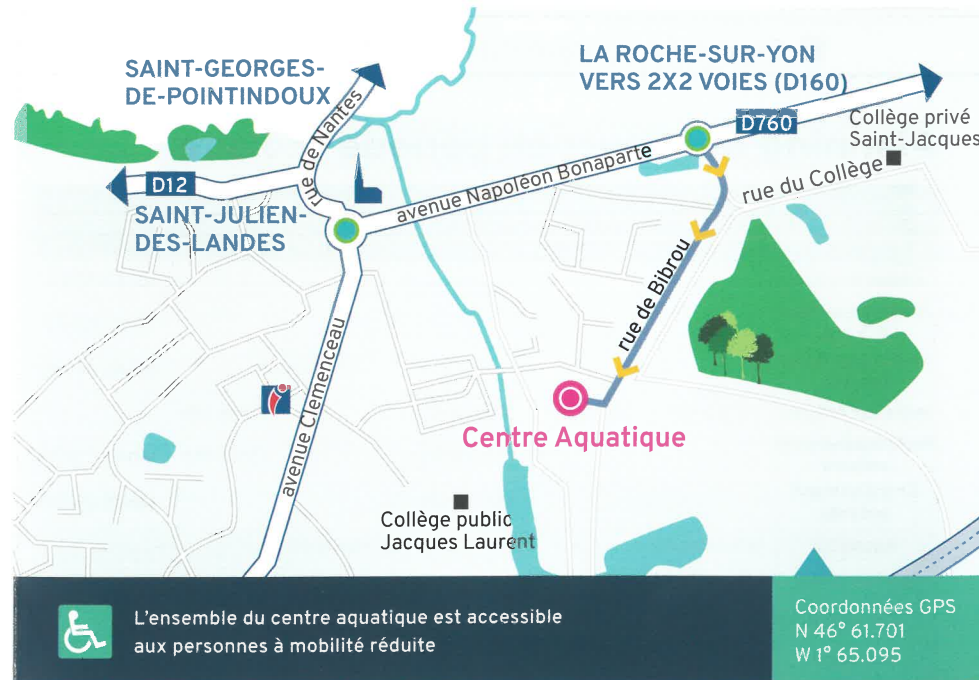 SAINT-GEORGES-
DE-POINTINDOUX
LA ROCHE-SUR-YON
VERS 2X2 VOIES (D160)
D760
Collège privé
Saint-Jacques
rue de Nantes
avenue Napoléon Bonaparte
rue du Collège
D12
SAINT-JULIEN-
DES-LANDES
rue de Bibrou
avenue Clemenceau
Centre Aquatique
Collège public
Jacques Laurent
L'ensemble du centre aquatique est accessible
aux personnes à mobilité réduite
Coordonnées GPS
N 46° 61.701
W 1° 65.095